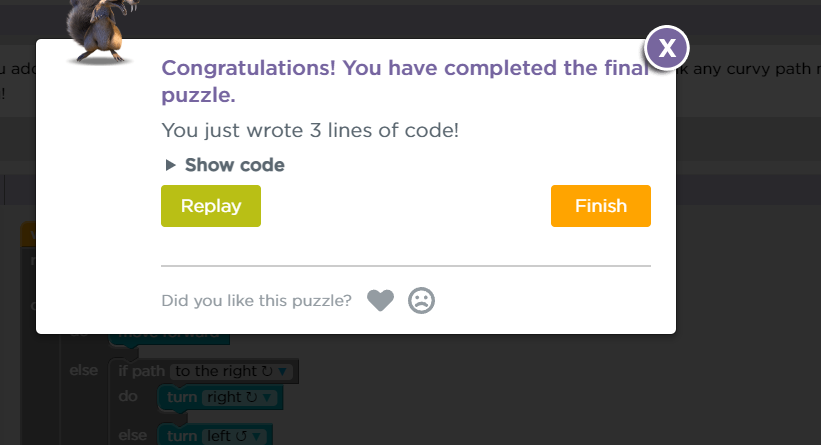 Congratulations! You have completed the final
puzzle.
X
any curvy path
!
You just wrote 3 lines of code!
Show code
Replay
Finish
Did you like this puzzle?
move forward
else
if path
to the right ↻ ▼
do
turn
right ↻ ▼
else
turn
left ↺ ▼